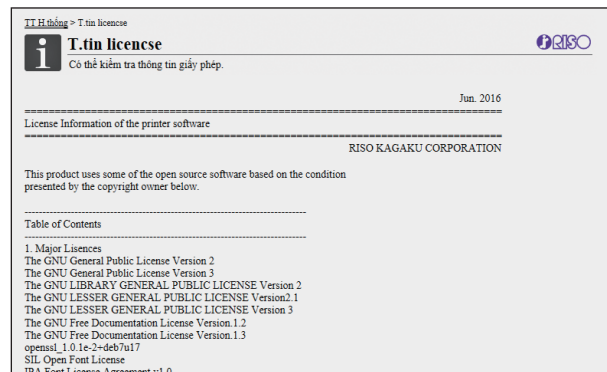 TT H.thống > T.tin licencse
T.tin licencse
RISO
Có thể kiểm tra thông tin giấy phép.
Jun. 2016
================================================================================
License Information of the printer software
================================================================================
RISO KAGAKU CORPORATION
This product uses some of the open source software based on the condition
presented by the copyright owner below.
--------------------------------------------------------------------------------
Table of Contents
--------------------------------------------------------------------------------
1. Major Lisences
The GNU General Public License Version 2
The GNU General Public License Version 3
The GNU LIBRARY GENERAL PUBLIC LICENSE Version 2
The GNU LESSER GENERAL PUBLIC LICENSE Version2.1
The GNU LESSER GENERAL PUBLIC LICENSE Version 3
The GNU Free Documentation License Version.1.2
The GNU Free Documentation License Version.1.3
openssl_1.0.1e-2+deb7u17
SIL Open Font License
IPA Font License Agreement v1.0